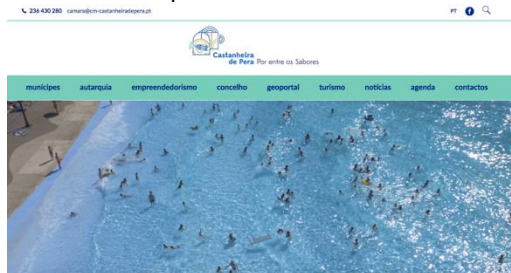 236 430 280 camara@cm-castanheiradepera.pt PT
Castanheira
de Pera Por entre os Sabores
munícipes autarquia empreendedorismo concelho geoportal turismo notícias agenda contactos